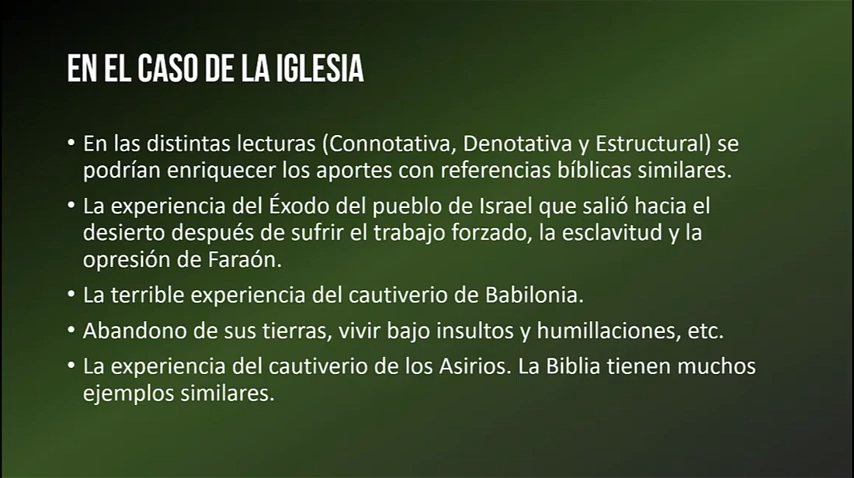 EN EL CASO DE LA IGLESIA
• En las distintas lecturas (Connotativa, Denotativa y Estructural) se
podrían enriquecer los aportes con referencias bíblicas similares.
• La experiencia del Éxodo del pueblo de Israel que salió hacia el
desierto después de sufrir el trabajo forzado, la esclavitud y la
opresión de Faraón.
• La terrible experiencia del cautiverio de Babilonia.
• Abandono de sus tierras, vivir bajo insultos y humillaciones, etc.
• La experiencia del cautiverio de los Asirios. La Biblia tienen muchos
ejemplos similares.